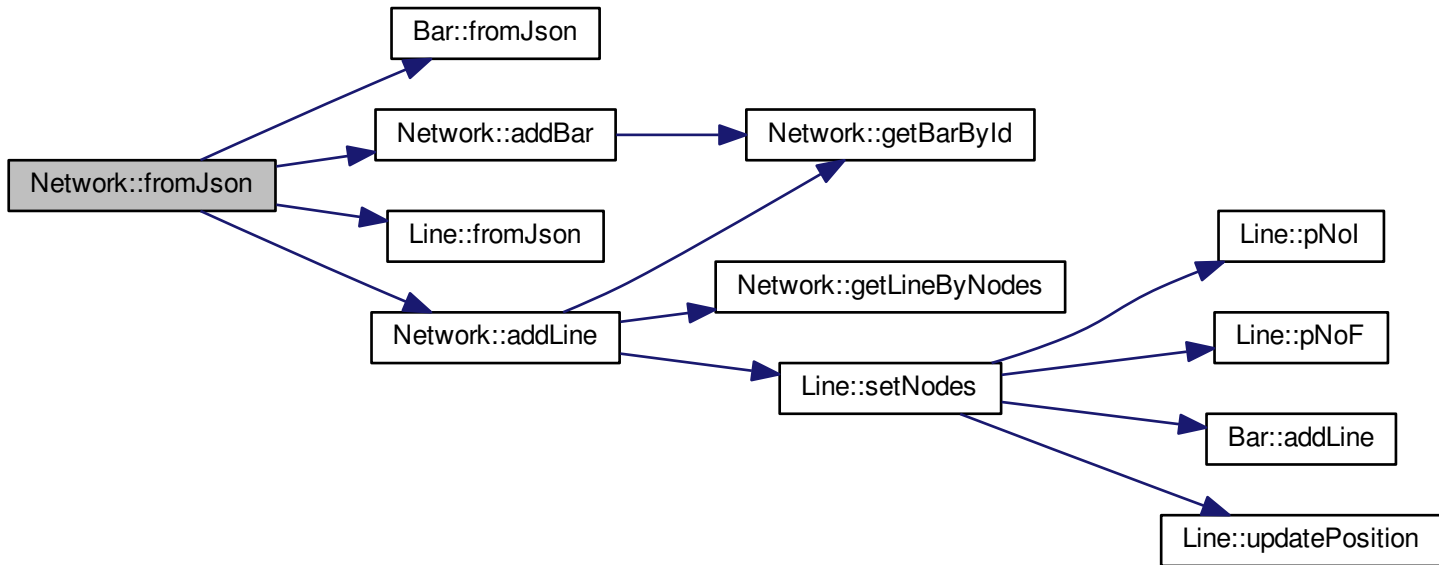 Bar::fromJson
Network::addBar
Network::getBarById
Network::fromJson
Line::fromJson
Line::pNoI
Network::getLineByNodes
Network::addLine
Line::pNoF
Line::setNodes
Bar::addLine
Line::updatePosition